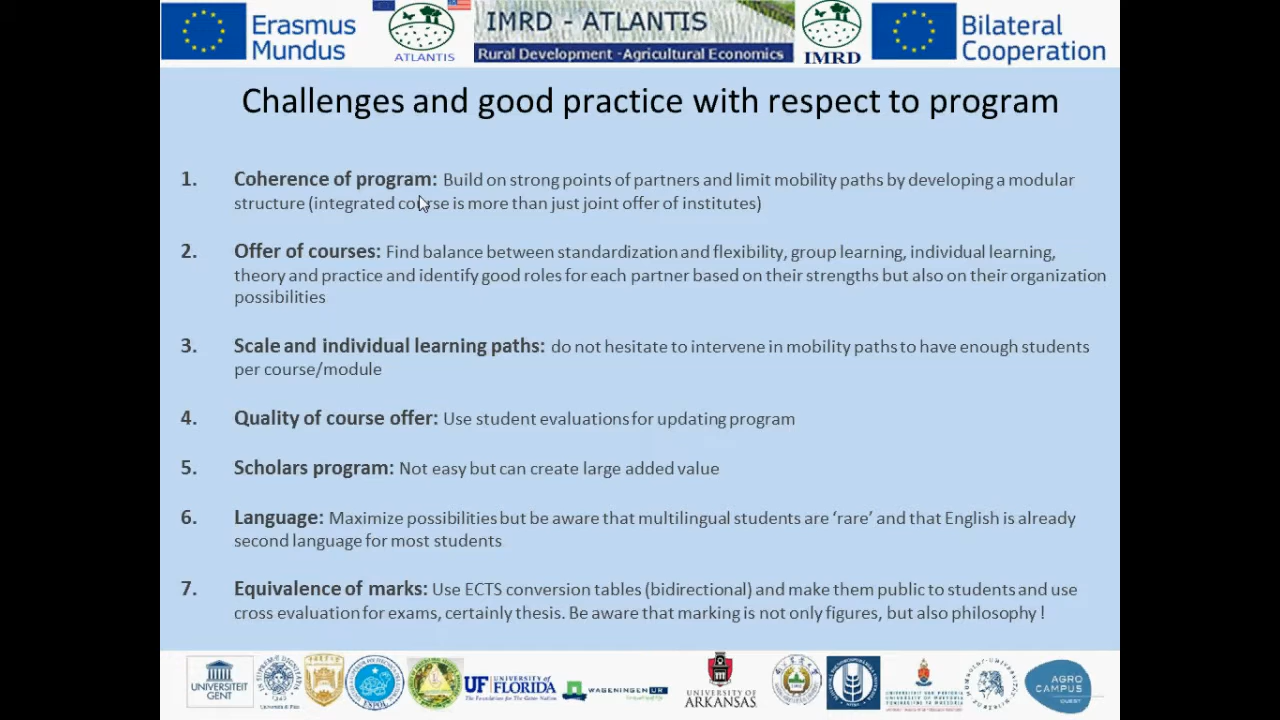 Erasmus
Mundus
ATLANTIS
IMRD - ATLANTIS
Rural Development -Agricultural Economics
IMRD
Bilateral
Cooperation
Challenges and good practice with respect to program
1. Coherence of program: Build on strong points of partners and limit mobility paths by developing a modular
structure (integrated course is more than just joint offer of institutes)
2. Offer of courses: Find balance between standardization and flexibility, group learning, individual learning,
theory and practice and identify good roles for each partner based on their strengths but also on their organization
possibilities
3. Scale and individual learning paths: do not hesitate to intervene in mobility paths to have enough students
per course/module
4. Quality of course offer: Use student evaluations for updating program
5. Scholars program: Not easy but can create large added value
6. Language: Maximize possibilities but be aware that multilingual students are ‘rare’ and that English is already
second language for most students
7. Equivalence of marks: Use ECTS conversion tables (bidirectional) and make them public to students and use
cross evaluation for exams, certainly thesis. Be aware that marking is not only figures, but also philosophy !
UNIVERSITEIT
GENT
ESPOL
UF UNIVERSITY of
FLORIDA
The Foundation for The Gator Nation
WAGENINGEN UR
UNIVERSITY OF
ARKANSAS
AGRO
CAMPUS
OUEST